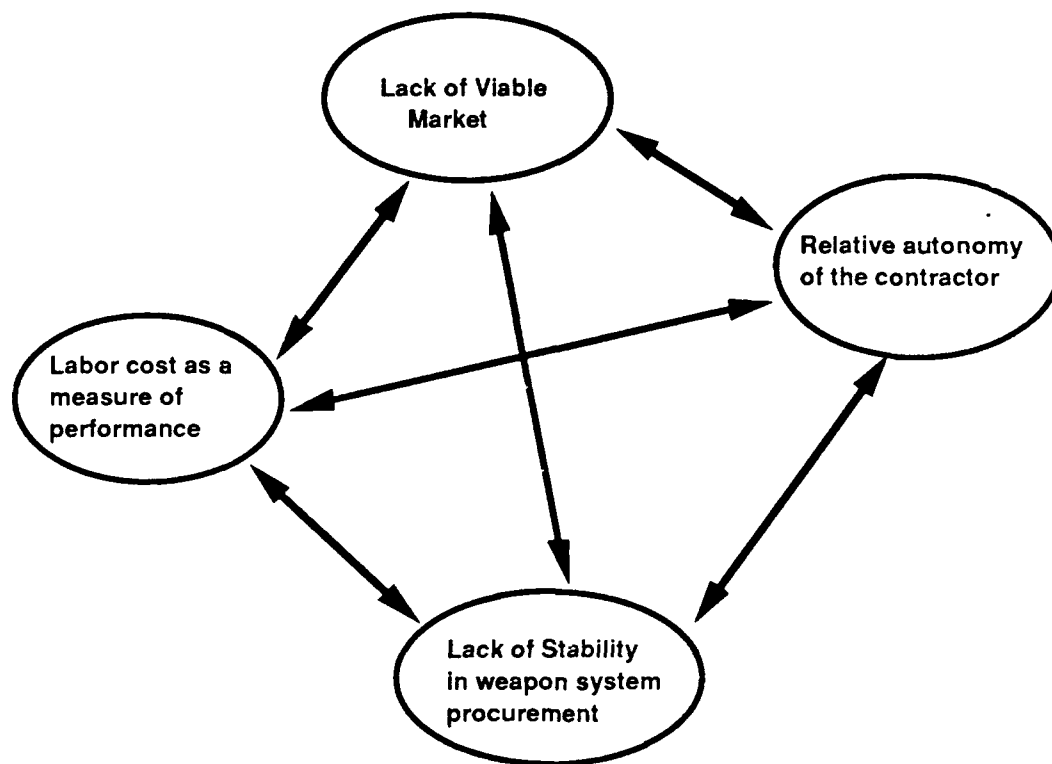 Lack of Viable
Market
Relative autonomy
of the contractor
Labor cost as a
measure of
performance
Lack of Stability
in weapon system
procurement